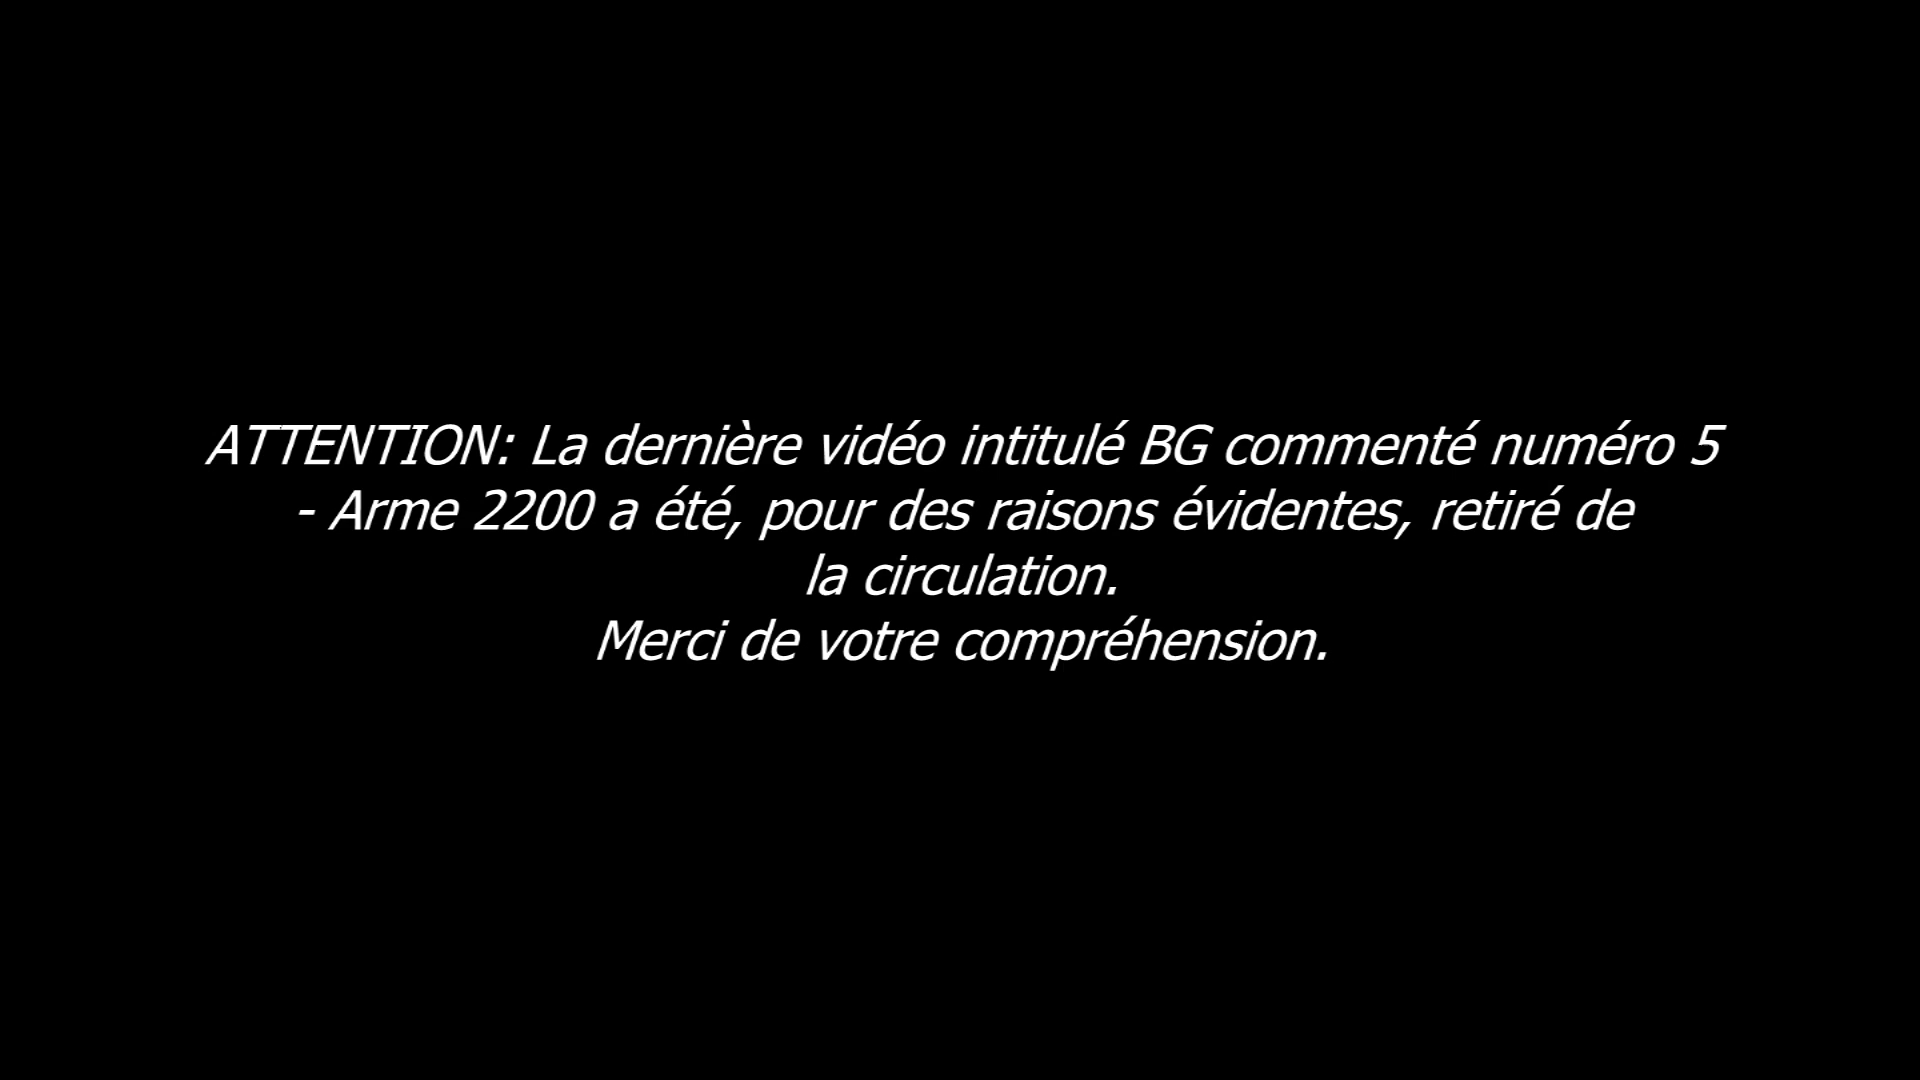 ATTENTION: La dernière vidéo intitulé BG commenté numéro 5
- Arme 2200 a été, pour des raisons évidentes, retiré de
la circulation.
Merci de votre compréhension.